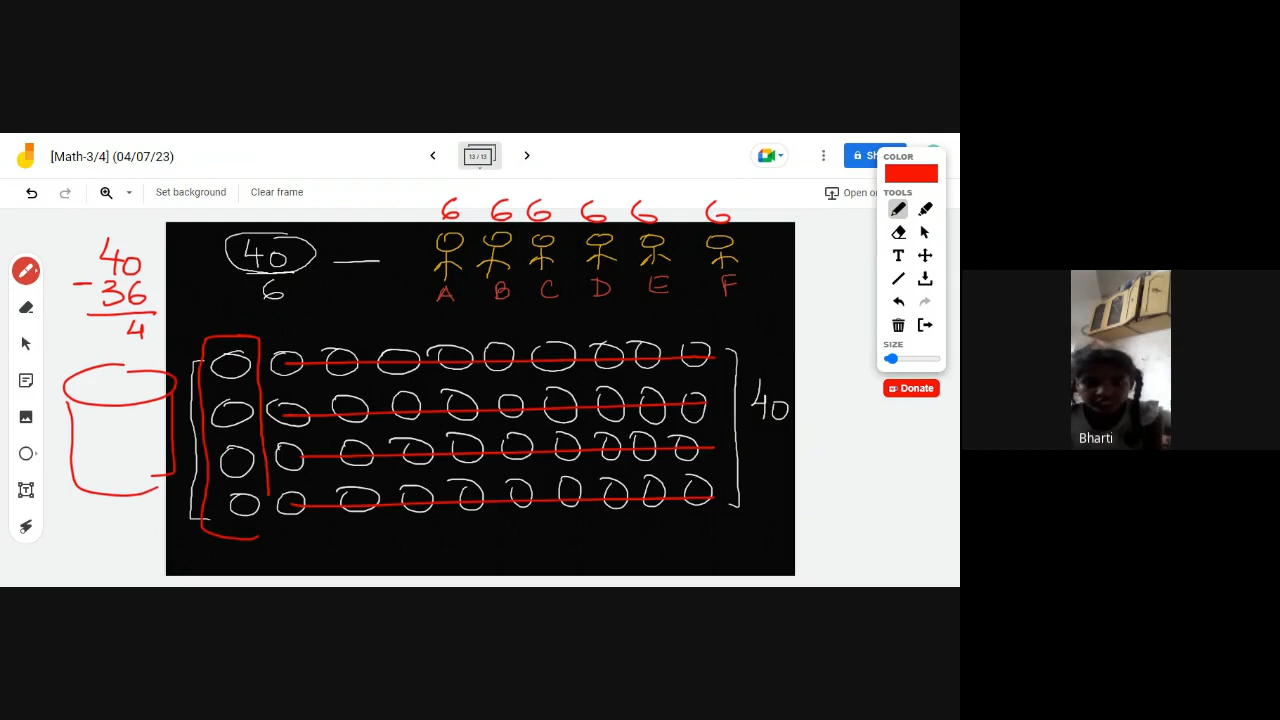 [Math-3/4] (04/07/23)
13 / 13
Sh
COLOR
TOOLS
Set background
Clear frame
Open o
6 6 6 6 6 6
40
- 36
4
40
6
A B C D E F
40
SIZE
Donate
Bharti